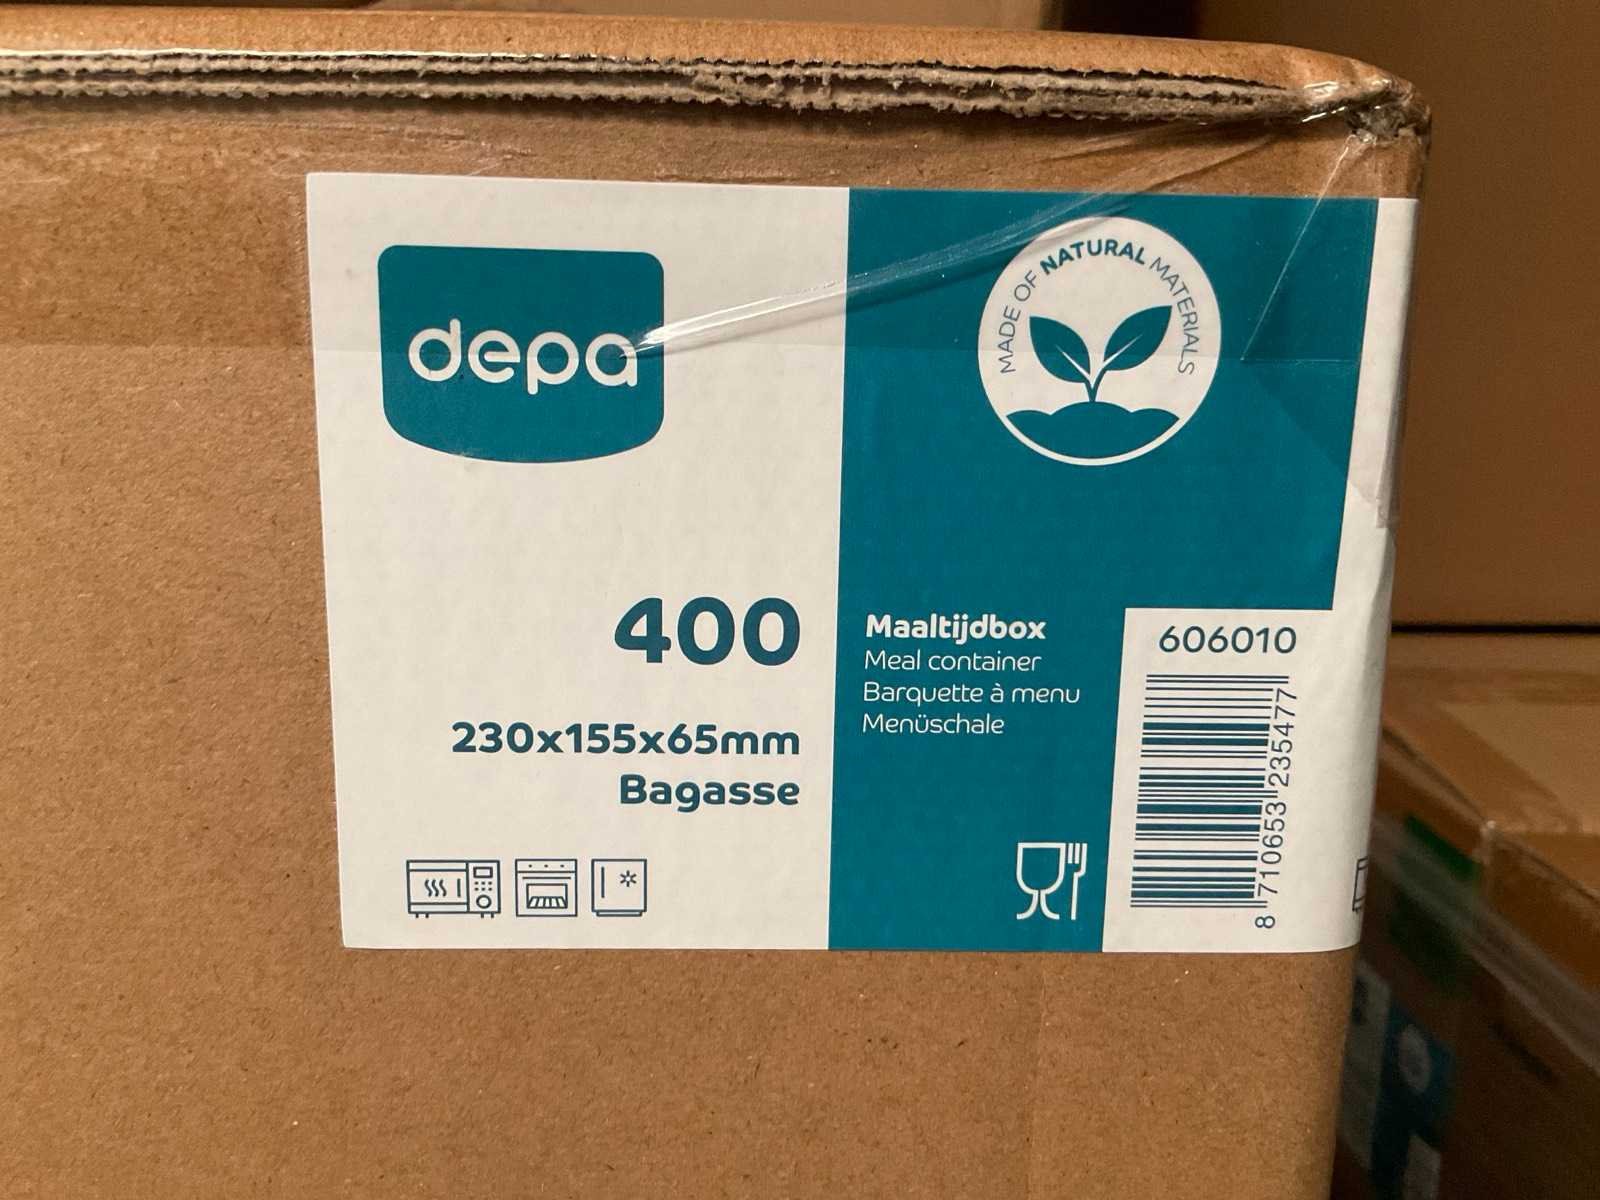 depa
MADE OF NATURAL MATERIALS
400
230x155x65mm
Bagasse
Maaltijdbox
Meal container
Barquette à menu
Menüschale
606010
8 710653 235477